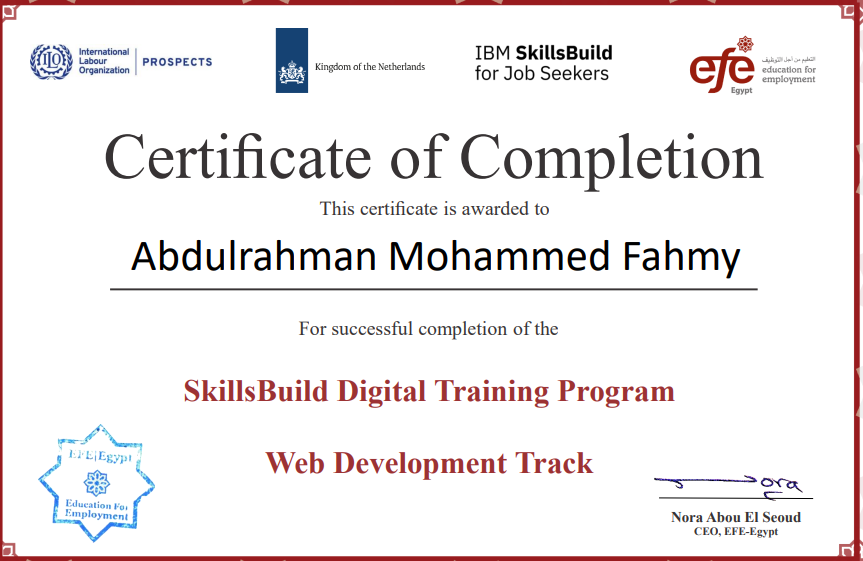 International
Labour
Organization
PROSPECTS
Kingdom of the Netherlands
IBM SkillsBuild
for Job Seekers
efe
Egypt
التعليم من أجل التوظيف
education for
employment
Certificate of Completion
This certificate is awarded to
Abdulrahman Mohammed Fahmy
For successful completion of the
SkillsBuild Digital Training Program
Web Development Track
EFE|Egypt
Education For
Employment
Nora
Nora Abou El Seoud
CEO, EFE-Egypt